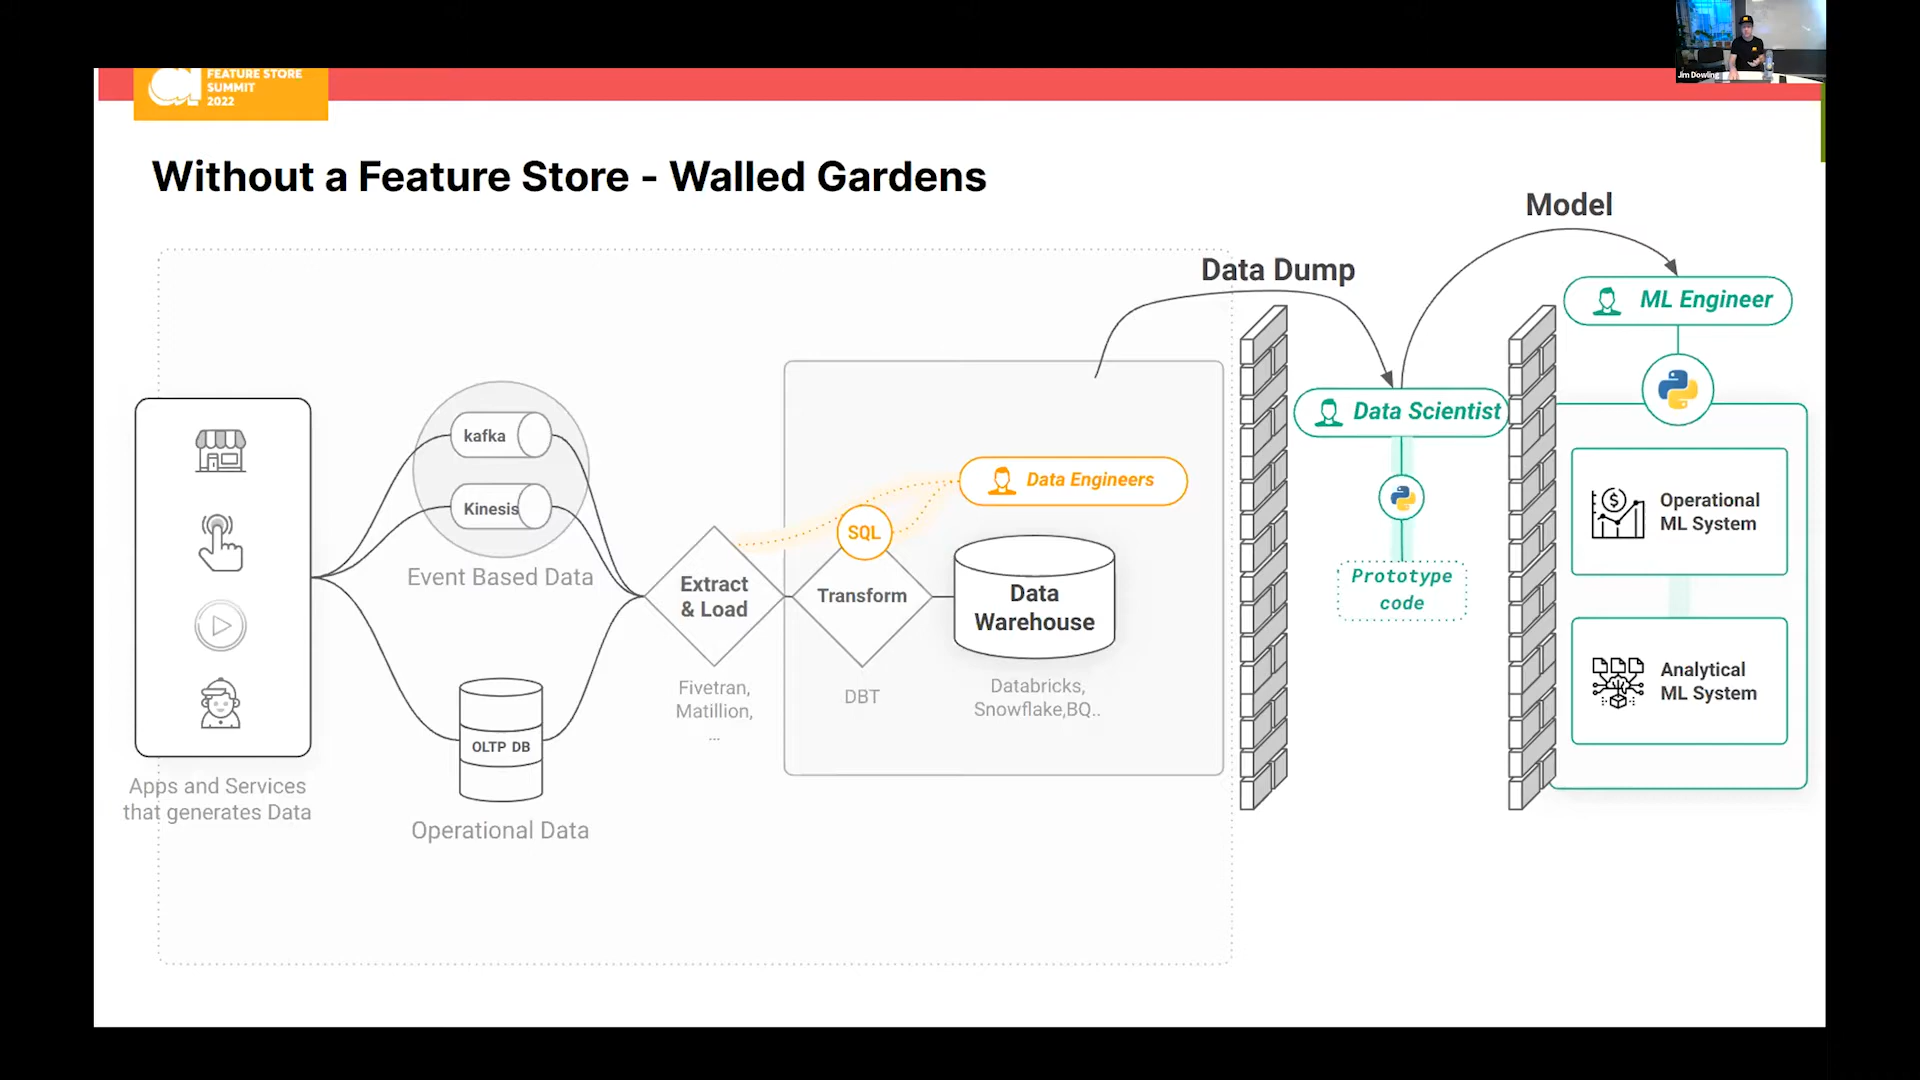 Jim Dowling
FEATURE STORE
SUMMIT
2022
Without a Feature Store - Walled Gardens
Model
Data Dump
ML Engineer
Data Scientist
kafka
Kinesis
Event Based Data
Data Engineers
SQL
Extract
& Load
Transform
Data
Warehouse
Fivetran,
Matillion,
...
DBT
Databricks,
Snowflake,BQ..
OLTP DB
Operational Data
Apps and Services
that generates Data
Prototype
code
Operational
ML System
Analytical
ML System